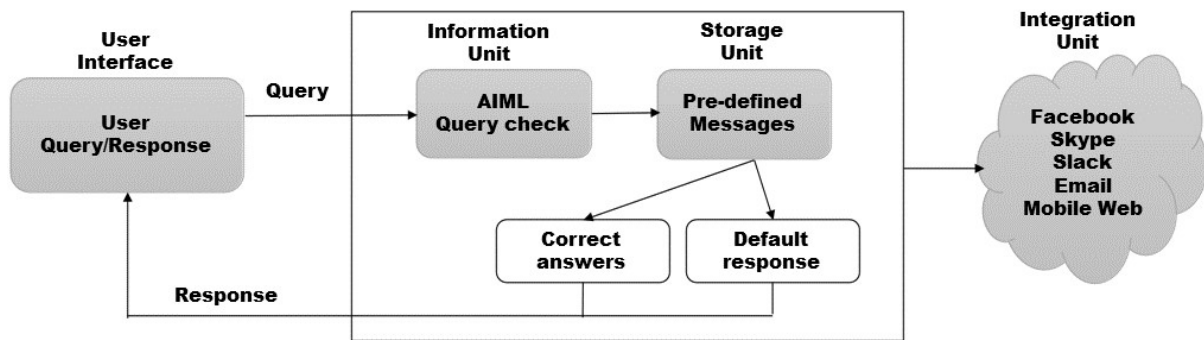 User
Interface
User
Query/Response
Query
Information
Unit
AIML
Query check
Storage
Unit
Pre-defined
Messages
Correct
answers
Default
response
Response
Integration
Unit
Facebook
Skype
Slack
Email
Mobile Web